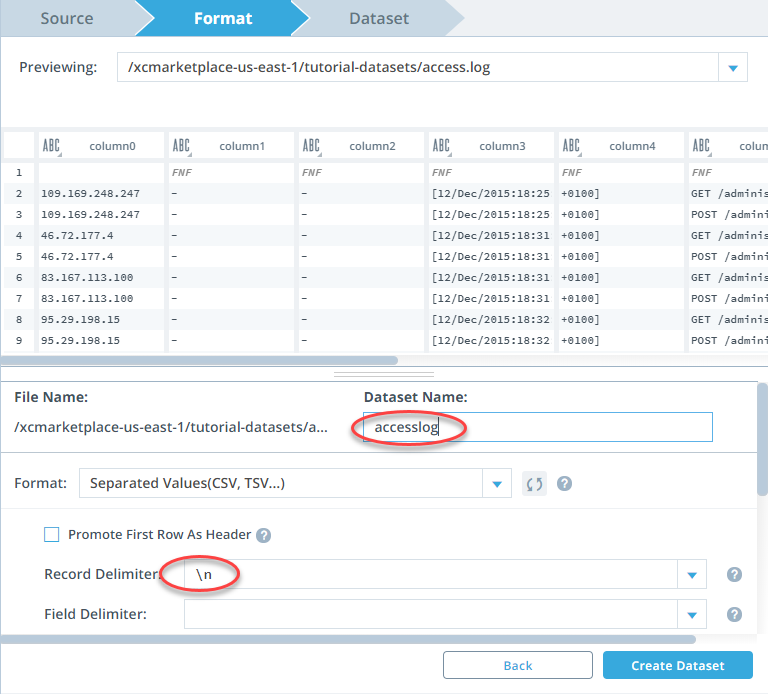 Source Format Dataset
Previewing: /xcmarketplace-us-east-1/tutorial-datasets/access.log
ABC column0 ABC column1 ABC column2 ABC column3 ABC column4 ABC colum
1 FNF FNF FNF FNF FNF
2 109.169.248.247 - - [12/Dec/2015:18:25 +0100] GET /adminis
3 109.169.248.247 - - [12/Dec/2015:18:25 +0100] POST /admini
4 46.72.177.4 - - [12/Dec/2015:18:31 +0100] GET /adminis
5 46.72.177.4 - - [12/Dec/2015:18:31 +0100] POST /admini
6 83.167.113.100 - - [12/Dec/2015:18:31 +0100] GET /adminis
7 83.167.113.100 - - [12/Dec/2015:18:31 +0100] POST /admini
8 95.29.198.15 - - [12/Dec/2015:18:32 +0100] GET /adminis
9 95.29.198.15 - - [12/Dec/2015:18:32 +0100] POST /admini
File Name: Dataset Name:
/xcmarketplace-us-east-1/tutorial-datasets/a... accesslog
Format: Separated Values(CSV, TSV...) ?
Promote First Row As Header ?
Record Delimiter: \n ?
Field Delimiter: ?
Back Create Dataset